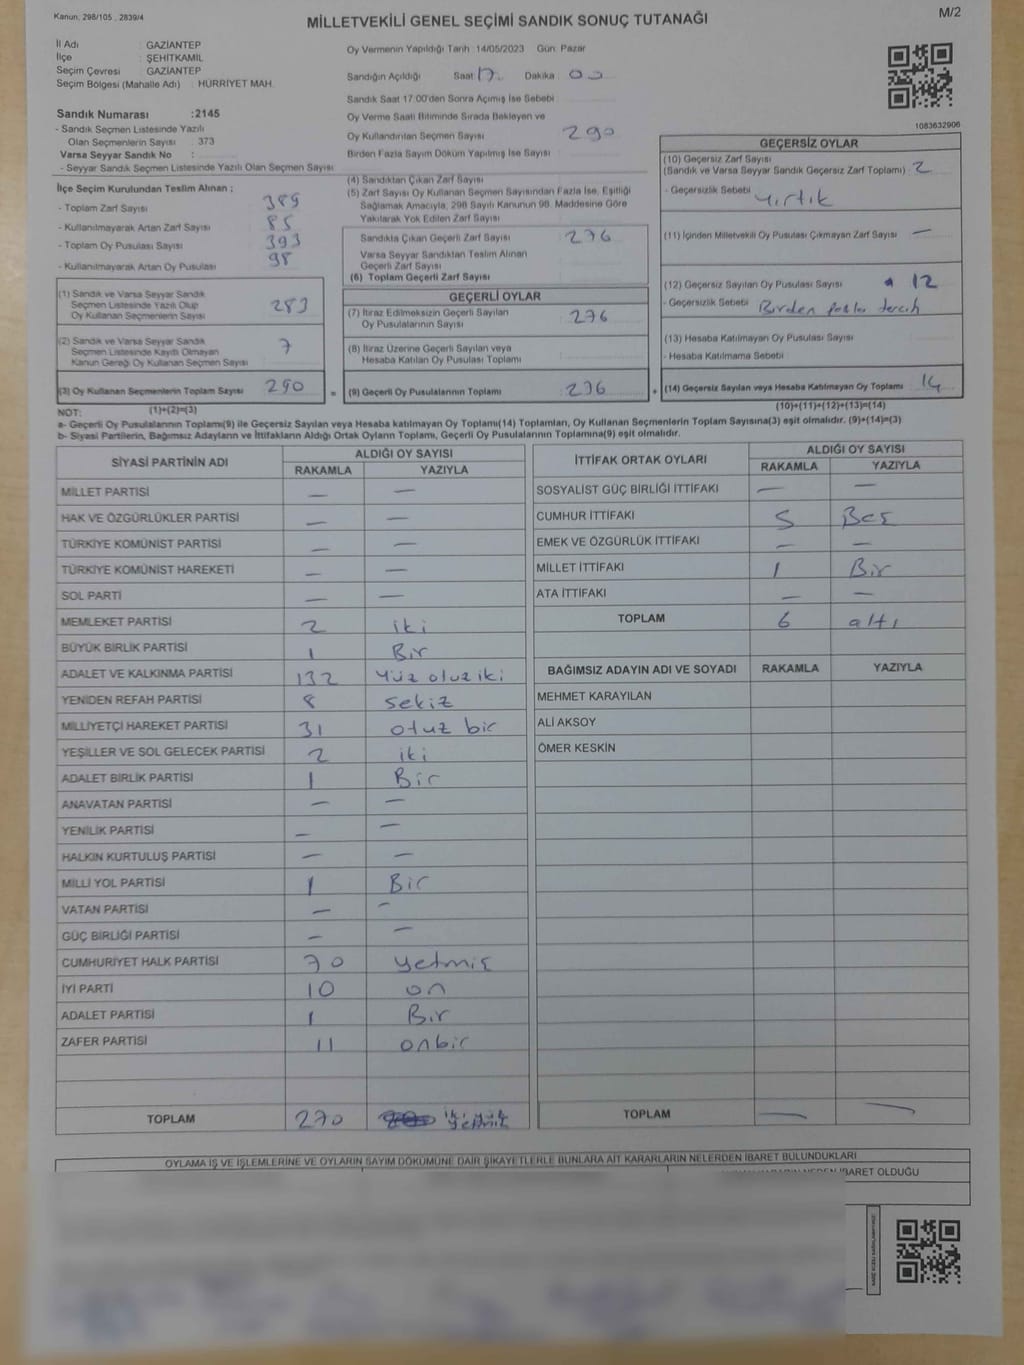 Kanun: 298/105 , 2839/4
MİLLETVEKİLİ GENEL SEÇİMİ SANDIK SONUÇ TUTANAĞI
M/2
İl Adı : GAZİANTEP
İlçe : ŞEHİTKAMİL
Seçim Çevresi : GAZİANTEP
Seçim Bölgesi (Mahalle Adı) : HÜRRİYET MAH.
Sandık Numarası :2145
- Sandık Seçmen Listesinde Yazılı
Olan Seçmenlerin Sayısı : 373
Varsa Seyyar Sandık No :
- Seyyar Sandık Seçmen Listesinde Yazılı Olan Seçmen Sayısı :
Oy Vermenin Yapıldığı Tarih : 14/05/2023 Gün: Pazar
Sandığın Açıldığı Saat 17 Dakika 00
Sandık Saat 17:00'den Sonra Açılmış İse Sebebi
Oy Verme Saati Bitiminde Sırada Bekleyen ve
Oy Kullandırılan Seçmen Sayısı 290
Birden Fazla Sayım Döküm Yapılmış İse Sayısı
1083632906
İlçe Seçim Kurulundan Teslim Alınan ;
- Toplam Zarf Sayısı 389
- Kullanılmayarak Artan Zarf Sayısı 85
- Toplam Oy Pusulası Sayısı 393
- Kullanılmayarak Artan Oy Pusulası 98
(1) Sandık ve Varsa Seyyar Sandık
Seçmen Listesinde Yazılı Olup
Oy Kullanan Seçmenlerin Sayısı 283
(2) Sandık ve Varsa Seyyar Sandık
Seçmen Listesinde Kayıtlı Olmayan
Kanun Gereği Oy Kullanan Seçmen Sayısı 7
(3) Oy Kullanan Seçmenlerin Toplam Sayısı 290 =
(1)+(2)=(3)
(4) Sandıktan Çıkan Zarf Sayısı
(5) Zarf Sayısı Oy Kullanan Seçmen Sayısından Fazla İse, Eşitliği
Sağlamak Amacıyla, 298 Sayılı Kanunun 98. Maddesine Göre
Yakılarak Yok Edilen Zarf Sayısı
Sandıkta Çıkan Geçerli Zarf Sayısı 276
Varsa Seyyar Sandıktan Teslim Alınan
Geçerli Zarf Sayısı
(6) Toplam Geçerli Zarf Sayısı
GEÇERLİ OYLAR
(7) İtiraz Edilmeksizin Geçerli Sayılan
Oy Pusulalarının Sayısı 276
(8) İtiraz Üzerine Geçerli Sayılan veya
Hesaba Katılan Oy Pusulası Toplamı
(9) Geçerli Oy Pusulalarının Toplamı 276 +
GEÇERSİZ OYLAR
(10) Geçersiz Zarf Sayısı
(Sandık ve Varsa Seyyar Sandık Geçersiz Zarf Toplamı) 2
- Geçersizlik Sebebi yırtık
(11) İçinden Milletvekili Oy Pusulası Çıkmayan Zarf Sayısı —
(12) Geçersiz Sayılan Oy Pusulası Sayısı 12
- Geçersizlik Sebebi Birden fazla tercih
(13) Hesaba Katılmayan Oy Pusulası Sayısı
- Hesaba Katılmama Sebebi
(14) Geçersiz Sayılan veya Hesaba Katılmayan Oy Toplamı 14
(10)+(11)+(12)+(13)=(14)
NOT:
a- Geçerli Oy Pusulalarının Toplamı(9) ile Geçersiz Sayılan veya Hesaba katılmayan Oy Toplamı(14) Toplamları, Oy Kullanan Seçmenlerin Toplam Sayısına(3) eşit olmalıdır. (9)+(14)=(3)
b- Siyasi Partilerin, Bağımsız Adayların ve İttifakların Aldığı Ortak Oyların Toplamı, Geçerli Oy Pusulalarının Toplamına(9) eşit olmalıdır.
SİYASİ PARTİNİN ADI ALDIĞI OY SAYISI
RAKAMLA YAZIYLA
MİLLET PARTİSİ — —
HAK VE ÖZGÜRLÜKLER PARTİSİ — —
TÜRKİYE KOMÜNİST PARTİSİ — —
TÜRKİYE KOMÜNİST HAREKETİ — —
SOL PARTİ — —
MEMLEKET PARTİSİ 2 iki
BÜYÜK BİRLİK PARTİSİ 1 Bir
ADALET VE KALKINMA PARTİSİ 132 Yüz otuz iki
YENİDEN REFAH PARTİSİ 8 sekiz
MİLLİYETÇİ HAREKET PARTİSİ 31 otuz bir
YEŞİLLER VE SOL GELECEK PARTİSİ 2 iki
ADALET BİRLİK PARTİSİ 1 Bir
ANAVATAN PARTİSİ — —
YENİLİK PARTİSİ — —
HALKIN KURTULUŞ PARTİSİ — —
MİLLİ YOL PARTİSİ 1 Bir
VATAN PARTİSİ — —
GÜÇ BİRLİĞİ PARTİSİ — —
CUMHURİYET HALK PARTİSİ 70 yetmiş
İYİ PARTİ 10 on
ADALET PARTİSİ 1 Bir
ZAFER PARTİSİ 11 onbir
TOPLAM 270 iki yüz yetmiş
İTTİFAK ORTAK OYLARI ALDIĞI OY SAYISI
RAKAMLA YAZIYLA
SOSYALİST GÜÇ BİRLİĞİ İTTİFAKI — —
CUMHUR İTTİFAKI 5 Beş
EMEK VE ÖZGÜRLÜK İTTİFAKI — —
MİLLET İTTİFAKI 1 Bir
ATA İTTİFAKI — —
TOPLAM 6 altı
BAĞIMSIZ ADAYIN ADI VE SOYADI RAKAMLA YAZIYLA
MEHMET KARAYILAN
ALİ AKSOY
ÖMER KESKİN
TOPLAM — —
OYLAMA İŞ VE İŞLEMLERİNE VE OYLARIN SAYIM DÖKÜMÜNE DAİR ŞİKAYETLERLE BUNLARA AİT KARARLARIN NELERDEN İBARET BULUNDUKLARI
İBARET OLDUĞU